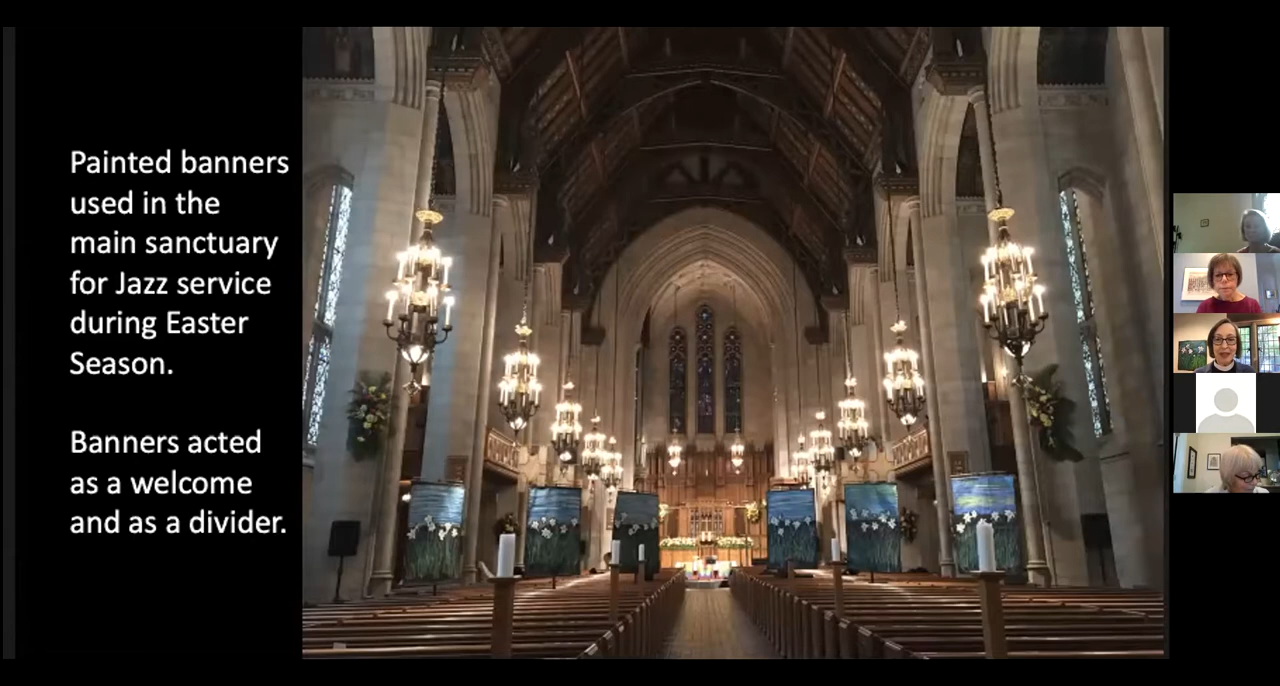 Painted banners
used in the
main sanctuary
for Jazz service
during Easter
Season.
Banners acted
as a welcome
and as a divider.